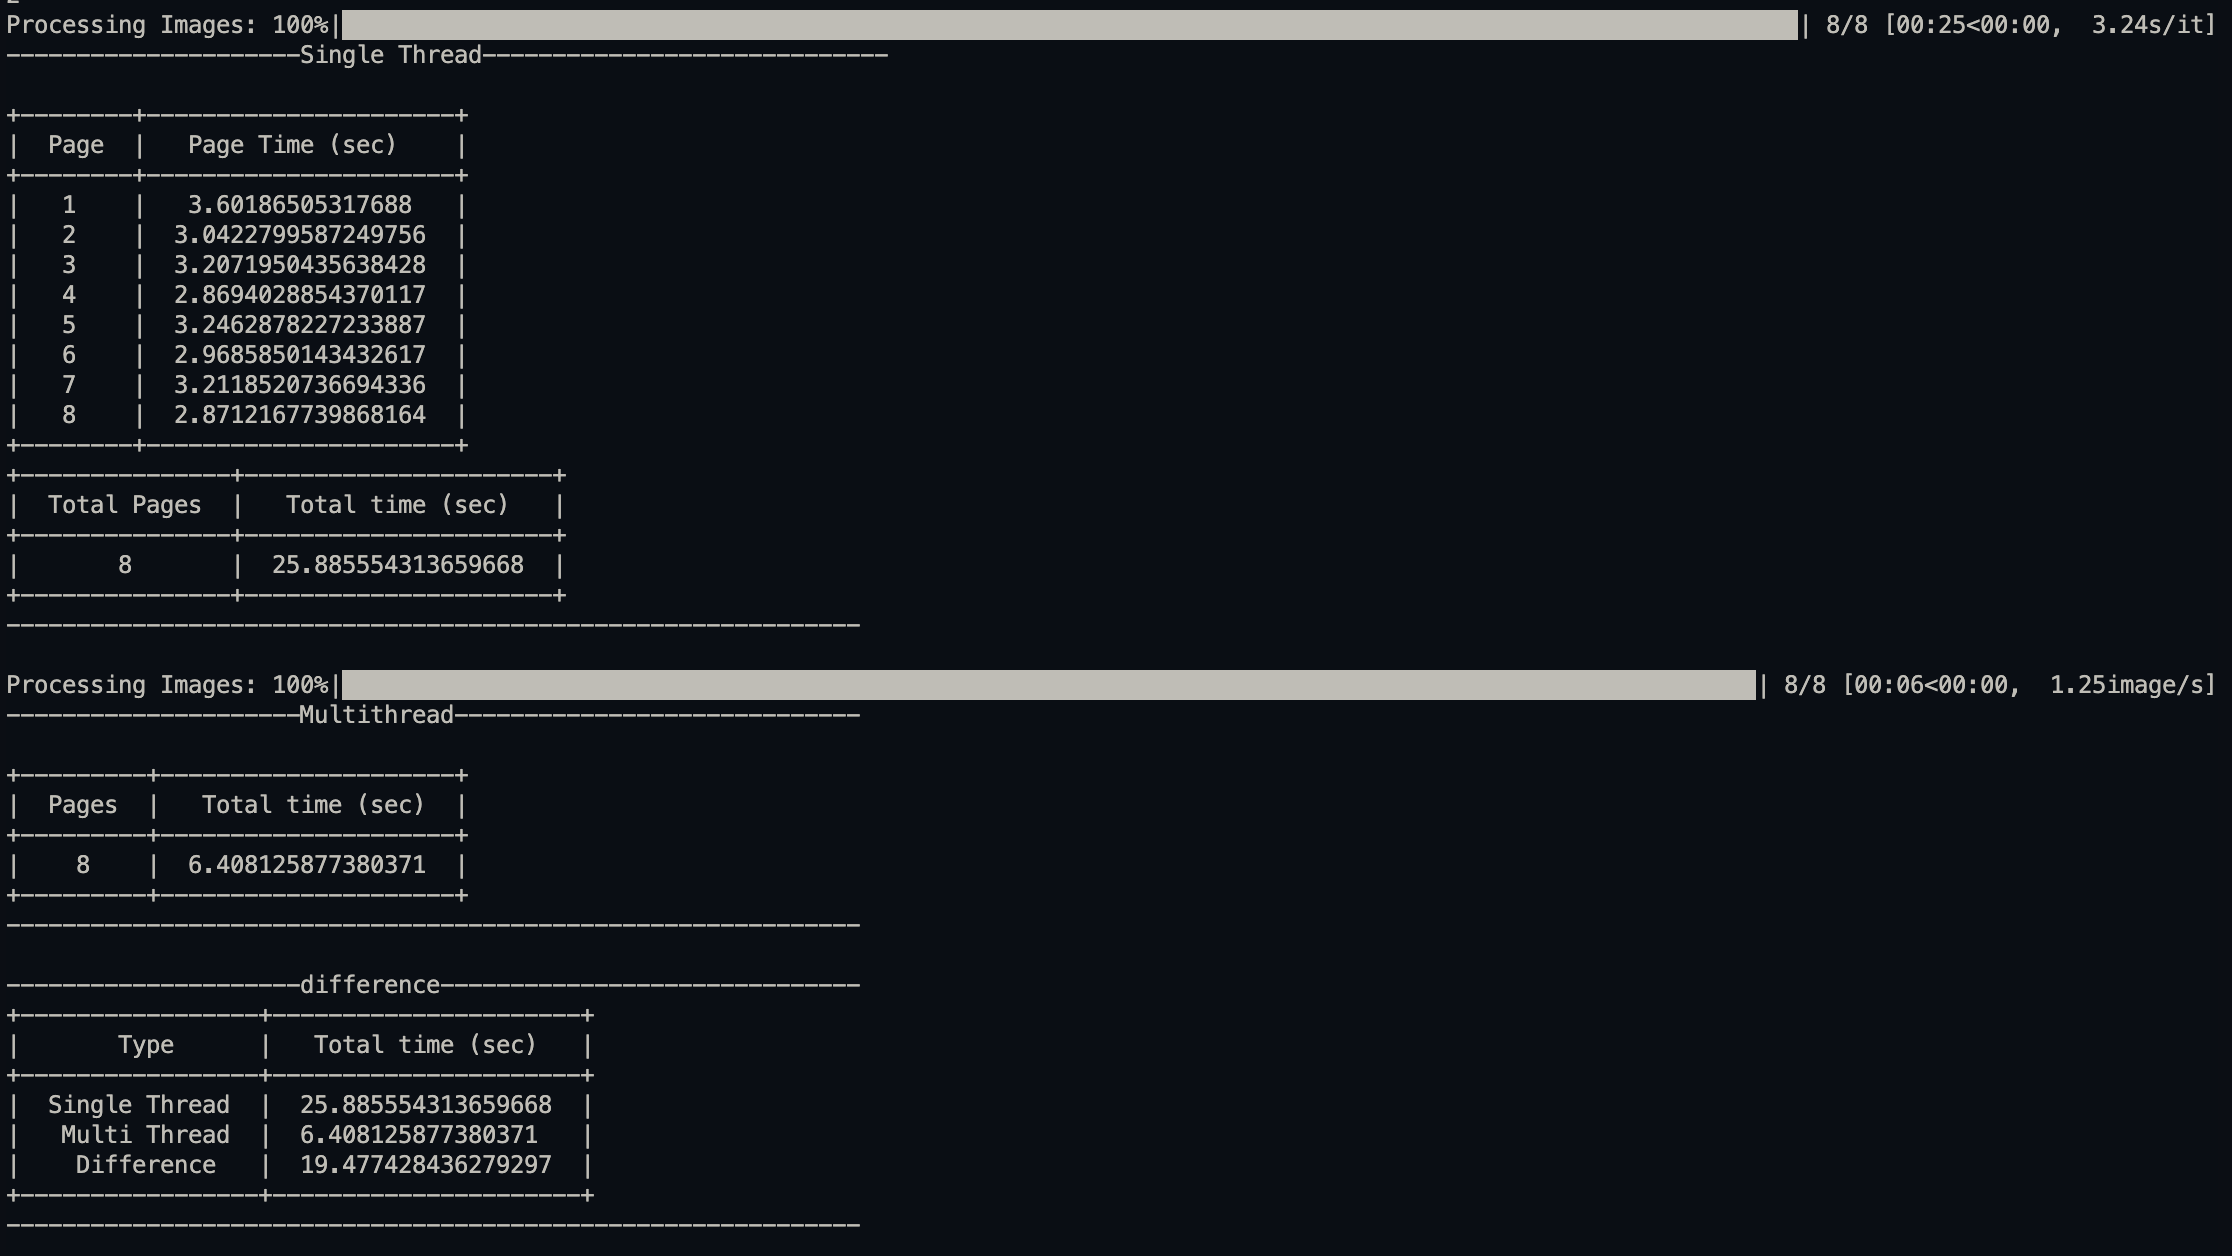 Processing Images: 100%| | 8/8 [00:25<00:00, 3.24s/it]
---------------------Single Thread-----------------------------

+--------+----------------------+
| Page | Page Time (sec) |
+--------+----------------------+
| 1 | 3.60186505317688 |
| 2 | 3.0422799587249756 |
| 3 | 3.2071950435638428 |
| 4 | 2.8694028854370117 |
| 5 | 3.2462878227233887 |
| 6 | 2.9685850143432617 |
| 7 | 3.2118520736694336 |
| 8 | 2.8712167739868164 |
+--------+----------------------+
+---------------+----------------------+
| Total Pages | Total time (sec) |
+---------------+----------------------+
| 8 | 25.885554313659668 |
+---------------+----------------------+
-------------------------------------------------------------

Processing Images: 100%| | 8/8 [00:06<00:00, 1.25image/s]
---------------------Multithread-----------------------------

+---------+---------------------+
| Pages | Total time (sec) |
+---------+---------------------+
| 8 | 6.408125877380371 |
+---------+---------------------+
-------------------------------------------------------------

---------------------difference------------------------------
+-----------------+----------------------+
| Type | Total time (sec) |
+-----------------+----------------------+
| Single Thread | 25.885554313659668 |
| Multi Thread | 6.408125877380371 |
| Difference | 19.477428436279297 |
+-----------------+----------------------+
-------------------------------------------------------------